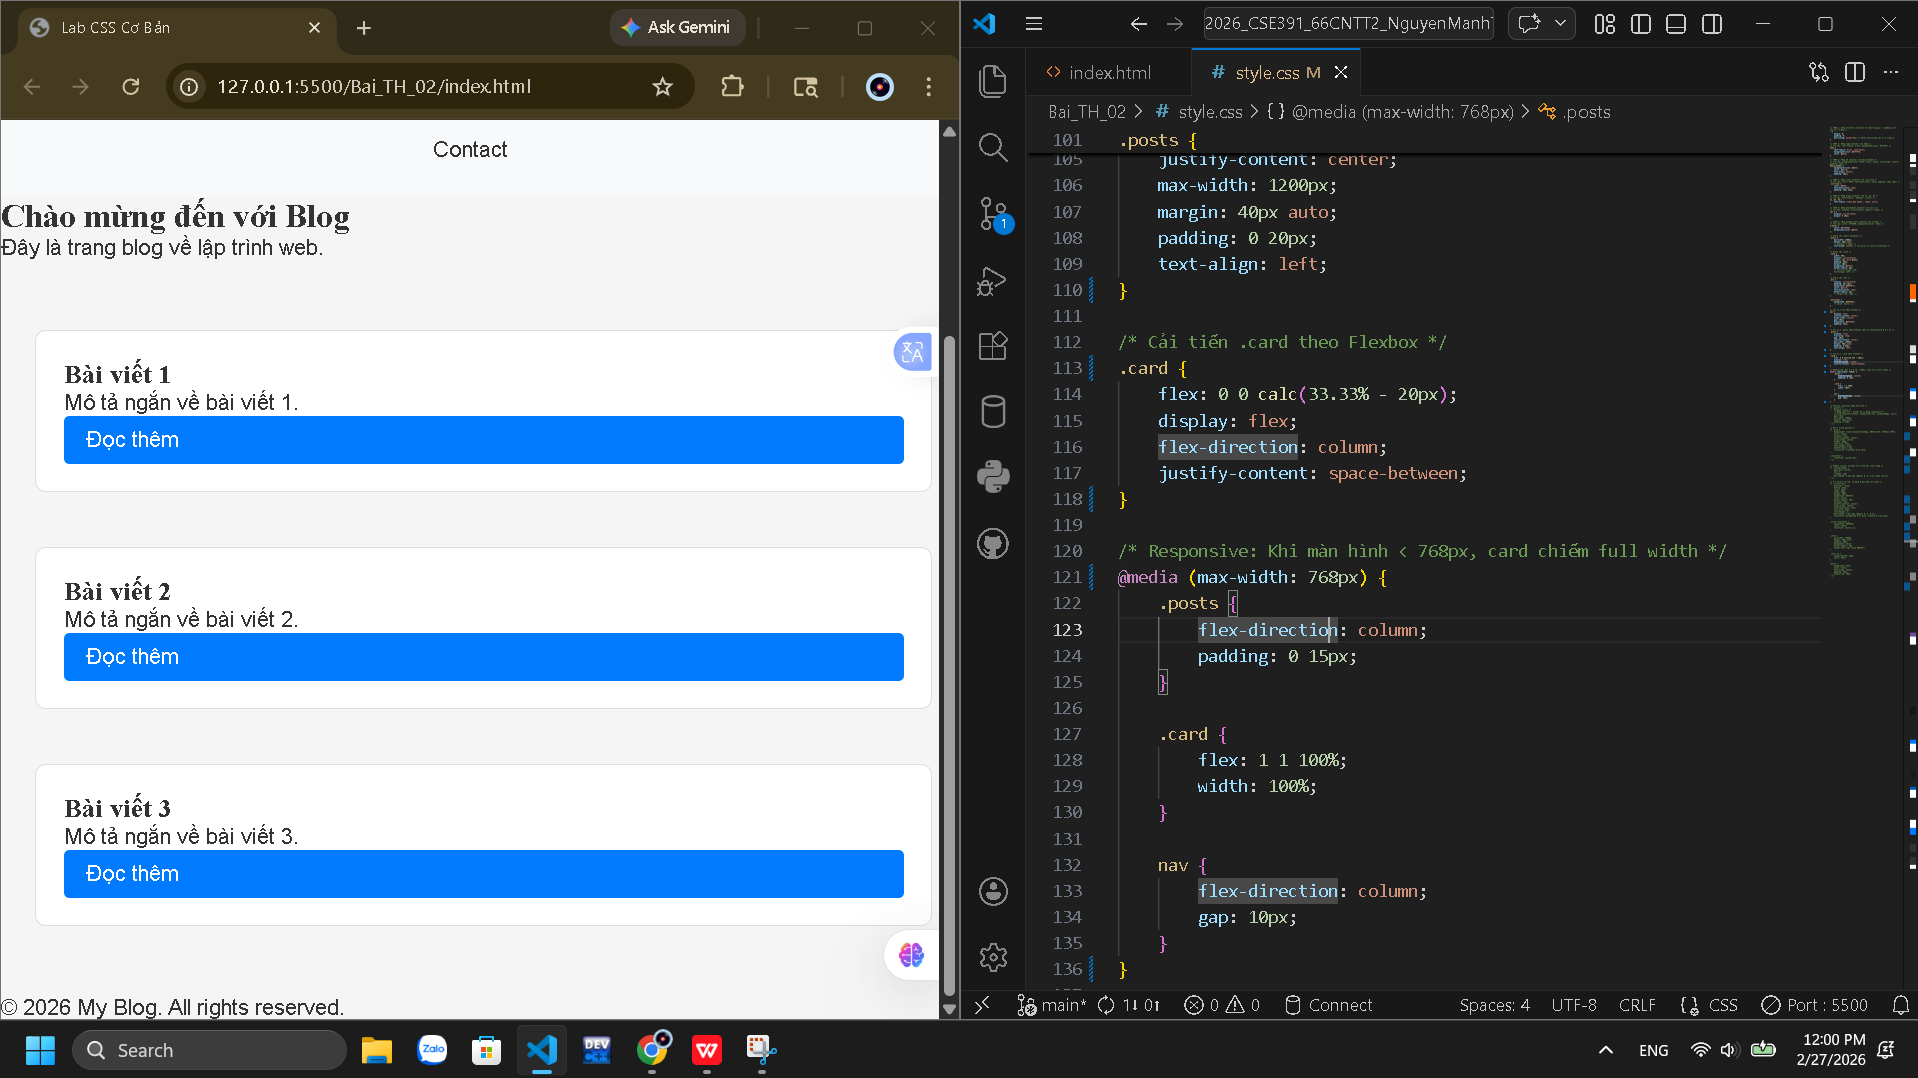 Lab CSS Cơ Bản
Ask Gemini
127.0.0.1:5500/Bai_TH_02/index.html
Contact
Chào mừng đến với Blog
Đây là trang blog về lập trình web.
Bài viết 1
Mô tả ngắn về bài viết 1.
Đọc thêm
Bài viết 2
Mô tả ngắn về bài viết 2.
Đọc thêm
Bài viết 3
Mô tả ngắn về bài viết 3.
Đọc thêm
© 2026 My Blog. All rights reserved.
2026_CSE391_66CNTT2_NguyenManh
index.html
# style.css M
Bai_TH_02 > # style.css > { } @media (max-width: 768px) > .posts
101 .posts {
105 justify-content: center;
106 max-width: 1200px;
107 margin: 40px auto;
108 padding: 0 20px;
109 text-align: left;
110 }
111
112 /* Cải tiến .card theo Flexbox */
113 .card {
114 flex: 0 0 calc(33.33% - 20px);
115 display: flex;
116 flex-direction: column;
117 justify-content: space-between;
118 }
119
120 /* Responsive: Khi màn hình < 768px, card chiếm full width */
121 @media (max-width: 768px) {
122 .posts {
123 flex-direction: column;
124 padding: 0 15px;
125 }
126
127 .card {
128 flex: 1 1 100%;
129 width: 100%;
130 }
131
132 nav {
133 flex-direction: column;
134 gap: 10px;
135 }
136 }
1
main* 1↓ 0↑ 0 0 Connect Spaces: 4 UTF-8 CRLF { } CSS Port : 5500
Search
Zalo
DEV
ENG
12:00 PM
2/27/2026